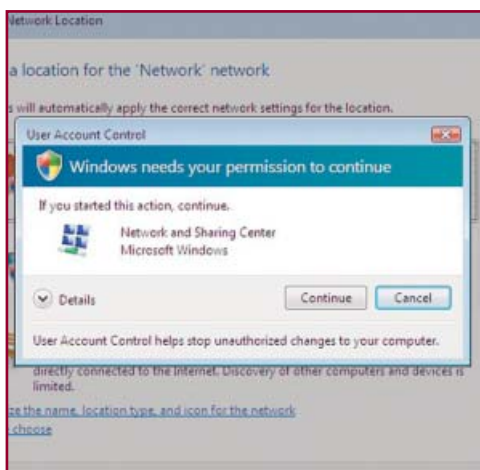 Network Location
a location for the 'Network' network
s will automatically apply the correct network settings for the location.
User Account Control
Windows needs your permission to continue
If you started this action, continue.
Network and Sharing Center
Microsoft Windows
Details
Continue
Cancel
User Account Control helps stop unauthorized changes to your computer.
directly connected to the Internet. Discovery of other computers and devices is
limited.
ze the name, location type, and icon for the network
choose